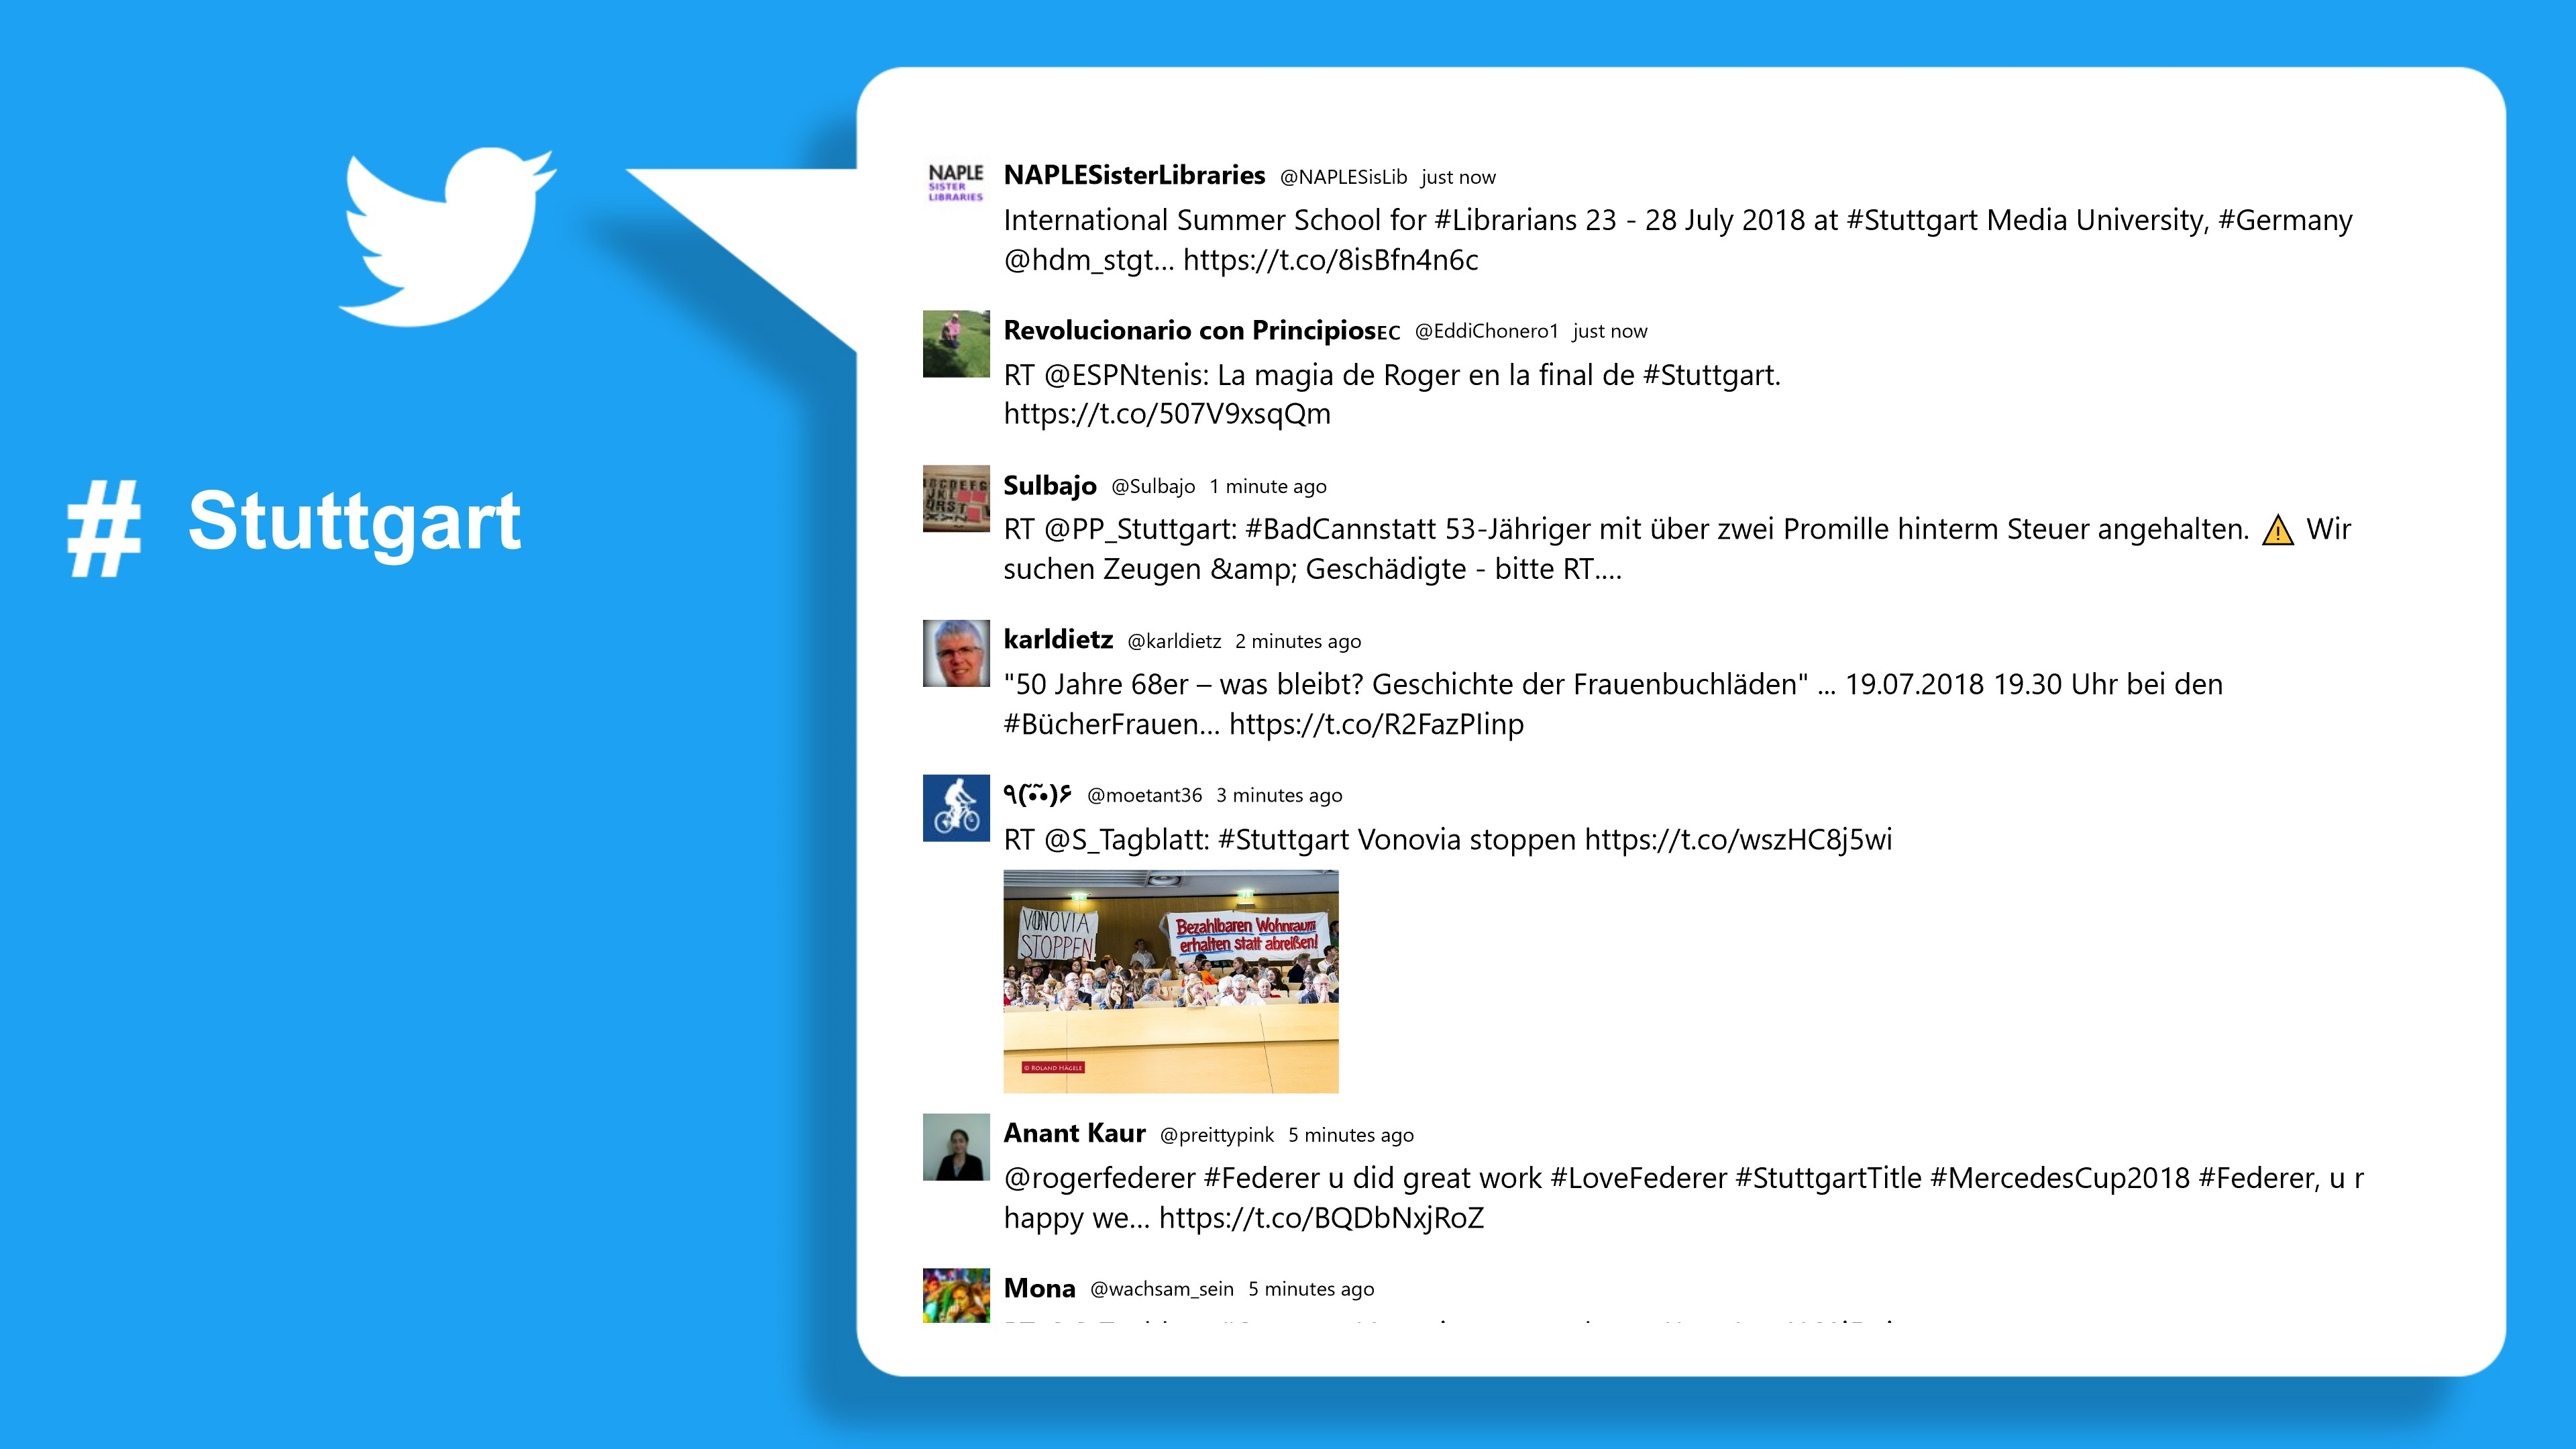 # Stuttgart
NAPLE
SISTER
LIBRARIES
NAPLESisterLibraries @NAPLESisLib just now
International Summer School for #Librarians 23 - 28 July 2018 at #Stuttgart Media University, #Germany
@hdm_stgt… https://t.co/8isBfn4n6c
Revolucionario con PrincipiosEC @EddiChonero1 just now
RT @ESPNtenis: La magia de Roger en la final de #Stuttgart.
https://t.co/507V9xsqQm
Sulbajo @Sulbajo 1 minute ago
RT @PP_Stuttgart: #BadCannstatt 53-Jähriger mit über zwei Promille hinterm Steuer angehalten. ⚠ Wir
suchen Zeugen &amp; Geschädigte - bitte RT.…
karldietz @karldietz 2 minutes ago
"50 Jahre 68er – was bleibt? Geschichte der Frauenbuchläden" ... 19.07.2018 19.30 Uhr bei den
#BücherFrauen… https://t.co/R2FazPIinp
@moetant36 3 minutes ago
RT @S_Tagblatt: #Stuttgart Vonovia stoppen https://t.co/wszHC8j5wi
VONOVIA
STOPPEN
Bezahlbaren Wohnraum
erhalten statt abreißen!
© ROLAND HÄGELE
Anant Kaur @preittypink 5 minutes ago
@rogerfederer #Federer u did great work #LoveFederer #StuttgartTitle #MercedesCup2018 #Federer, u r
happy we… https://t.co/BQDbNxjRoZ
Mona @wachsam_sein 5 minutes ago